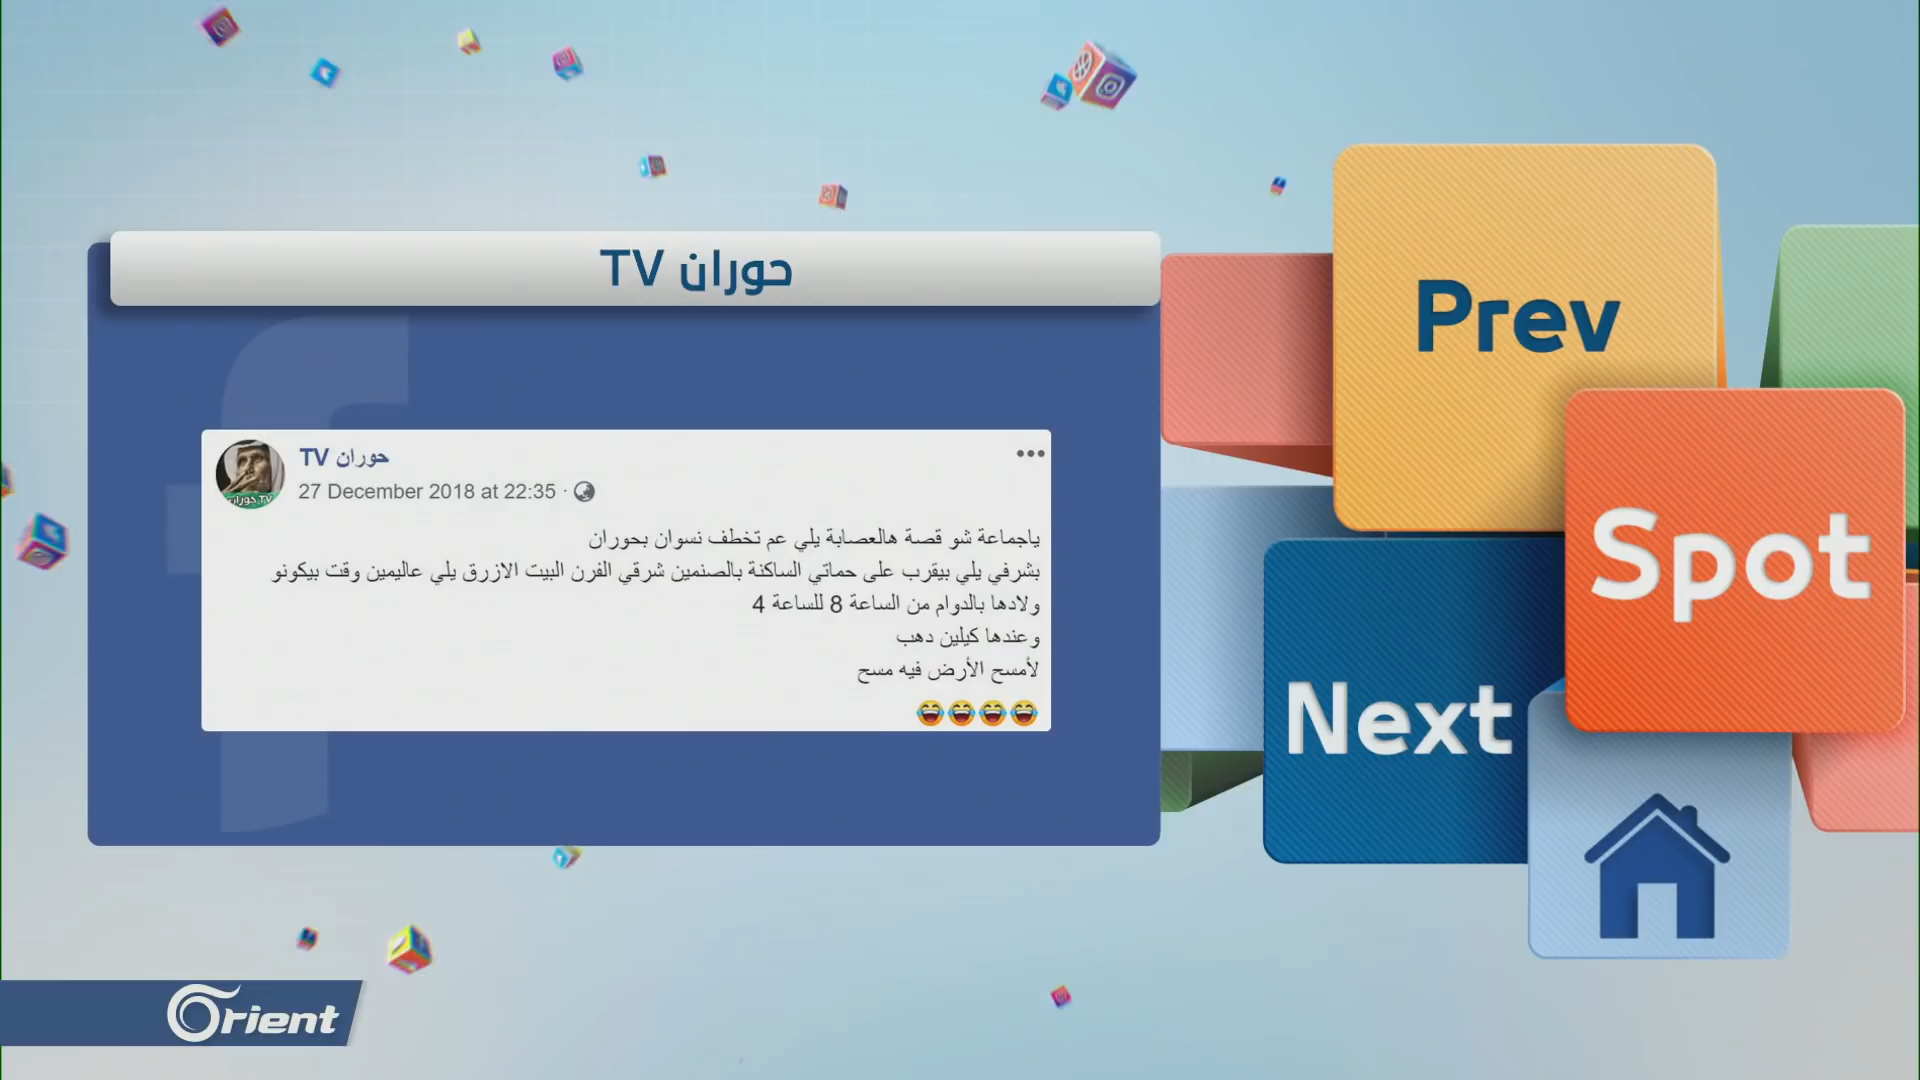 حوران TV
حوران TV
27 December 2018 at 22:35 ·
ياجماعة شو قصة هالعصابة يلي عم تخطف نسوان بحوران
بشرفي يلي بيقرب على حماتي الساكنة بالصنمين شرقي الفرن البيت الازرق يلي عاليمين وقت بيكونو
ولادها بالدوام من الساعة 8 للساعة 4
وعندها كيلين دهب
لأمسح الأرض فيه مسح
😂😂😂😂
Prev
Spot
Next
Orient